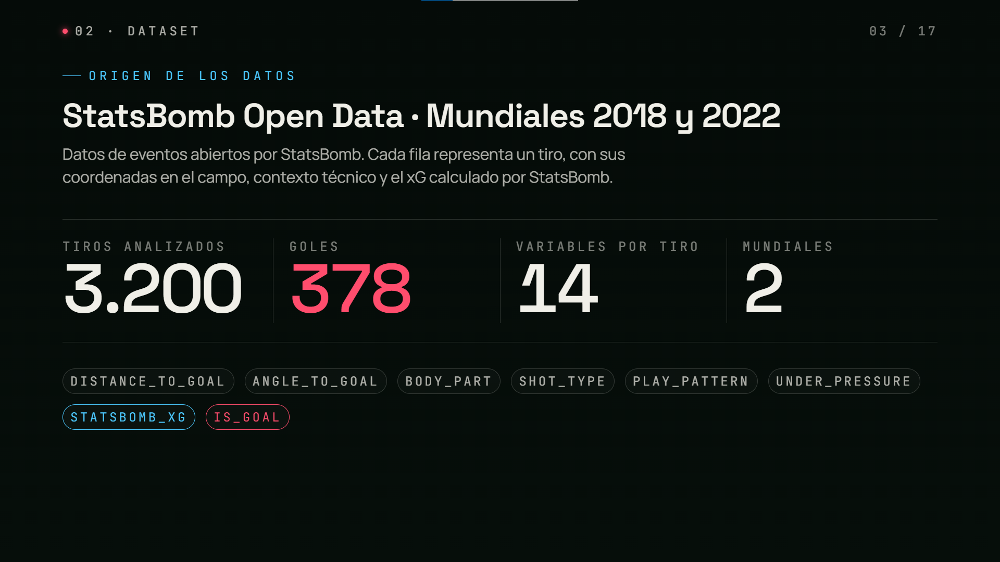 02 · DATASET
03 / 17
ORIGEN DE LOS DATOS
StatsBomb Open Data · Mundiales 2018 y 2022
Datos de eventos abiertos por StatsBomb. Cada fila representa un tiro, con sus
coordenadas en el campo, contexto técnico y el xG calculado por StatsBomb.
TIROS ANALIZADOS
3.200
GOLES
378
VARIABLES POR TIRO
14
MUNDIALES
2
DISTANCE_TO_GOAL
ANGLE_TO_GOAL
BODY_PART
SHOT_TYPE
PLAY_PATTERN
UNDER_PRESSURE
STATSBOMB_XG
IS_GOAL